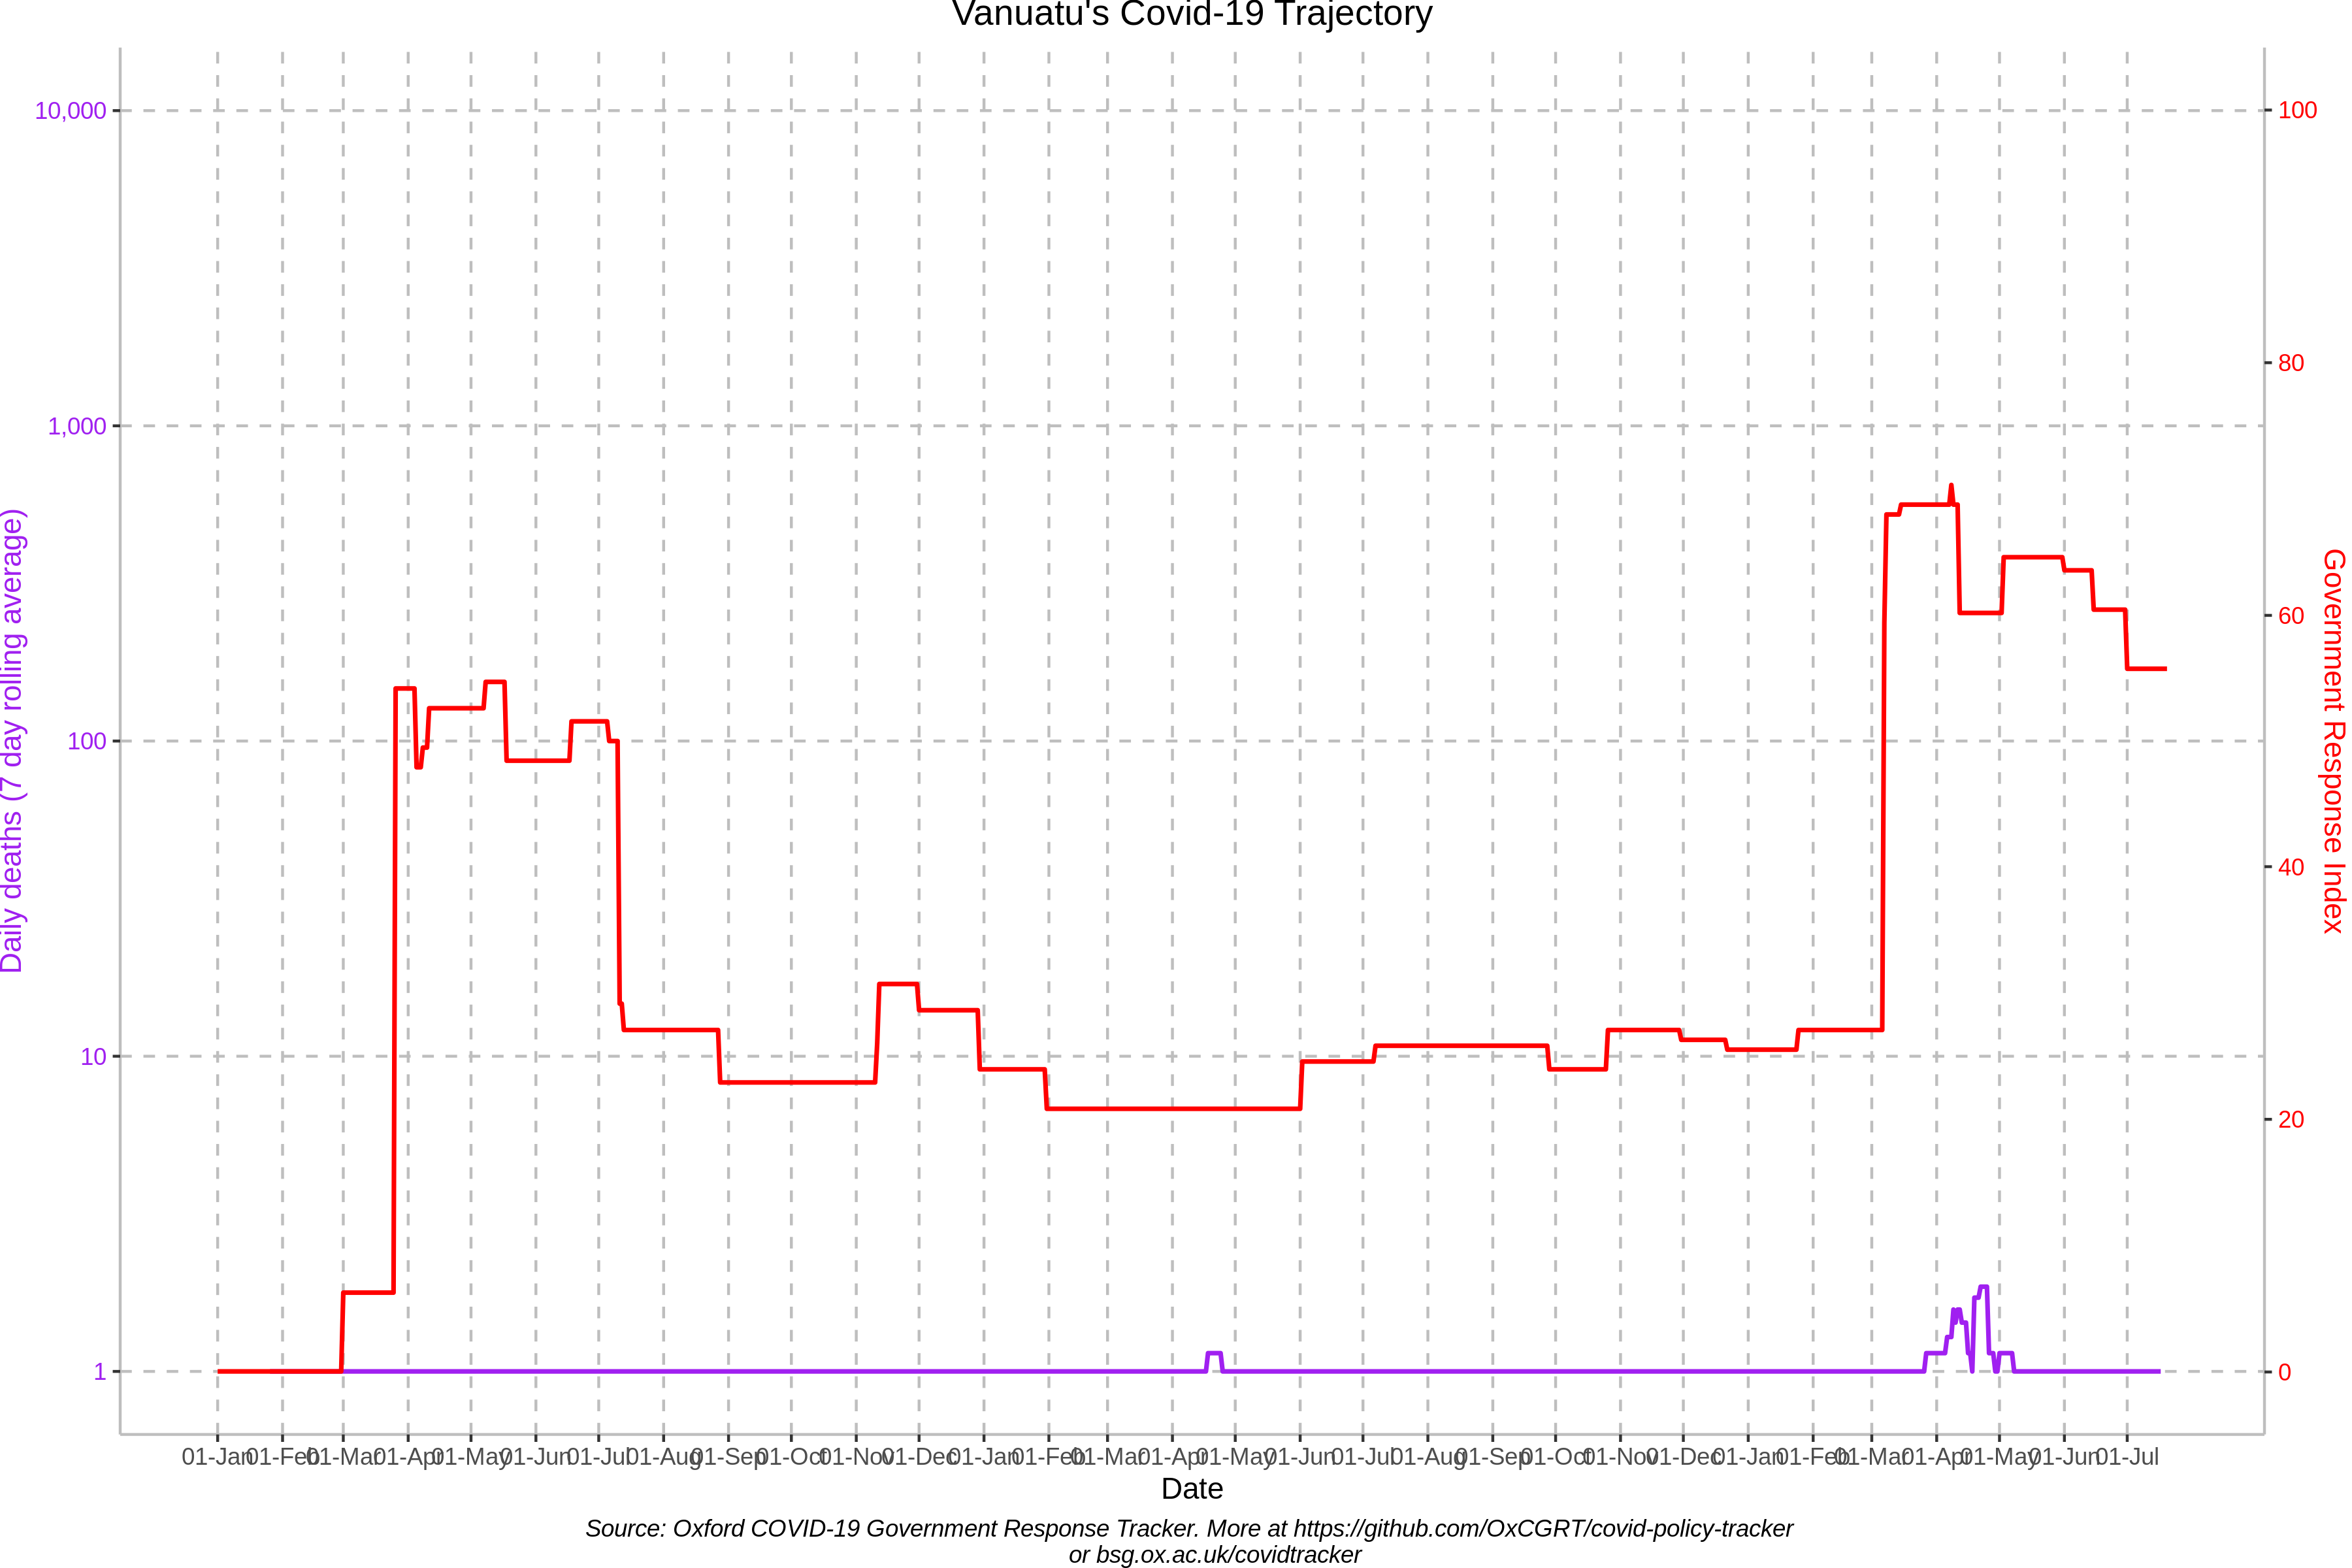 Vanuatu's Covid-19 Trajectory
10,000
1,000
100
10
1
Daily deaths (7 day rolling average)
100
80
60
40
20
0
Government Response Index
01-Jan 01-Feb 01-Mar 01-Apr 01-May 01-Jun 01-Jul 01-Aug 01-Sep 01-Oct 01-Nov 01-Dec 01-Jan 01-Feb 01-Mar 01-Apr 01-May 01-Jun 01-Jul 01-Aug 01-Sep 01-Oct 01-Nov 01-Dec 01-Jan 01-Feb 01-Mar 01-Apr 01-May 01-Jun 01-Jul
Date
Source: Oxford COVID-19 Government Response Tracker. More at https://github.com/OxCGRT/covid-policy-tracker
or bsg.ox.ac.uk/covidtracker